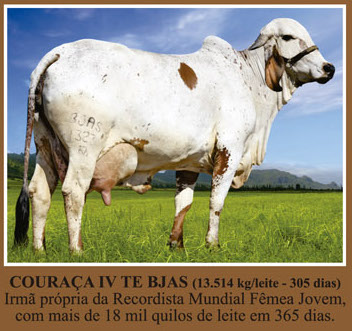 BJAS
COURAÇA IV TE BJAS (13.514 kg/leite - 305 dias)
Irmã própria da Recordista Mundial Fêmea Jovem,
com mais de 18 mil quilos de leite em 365 dias.